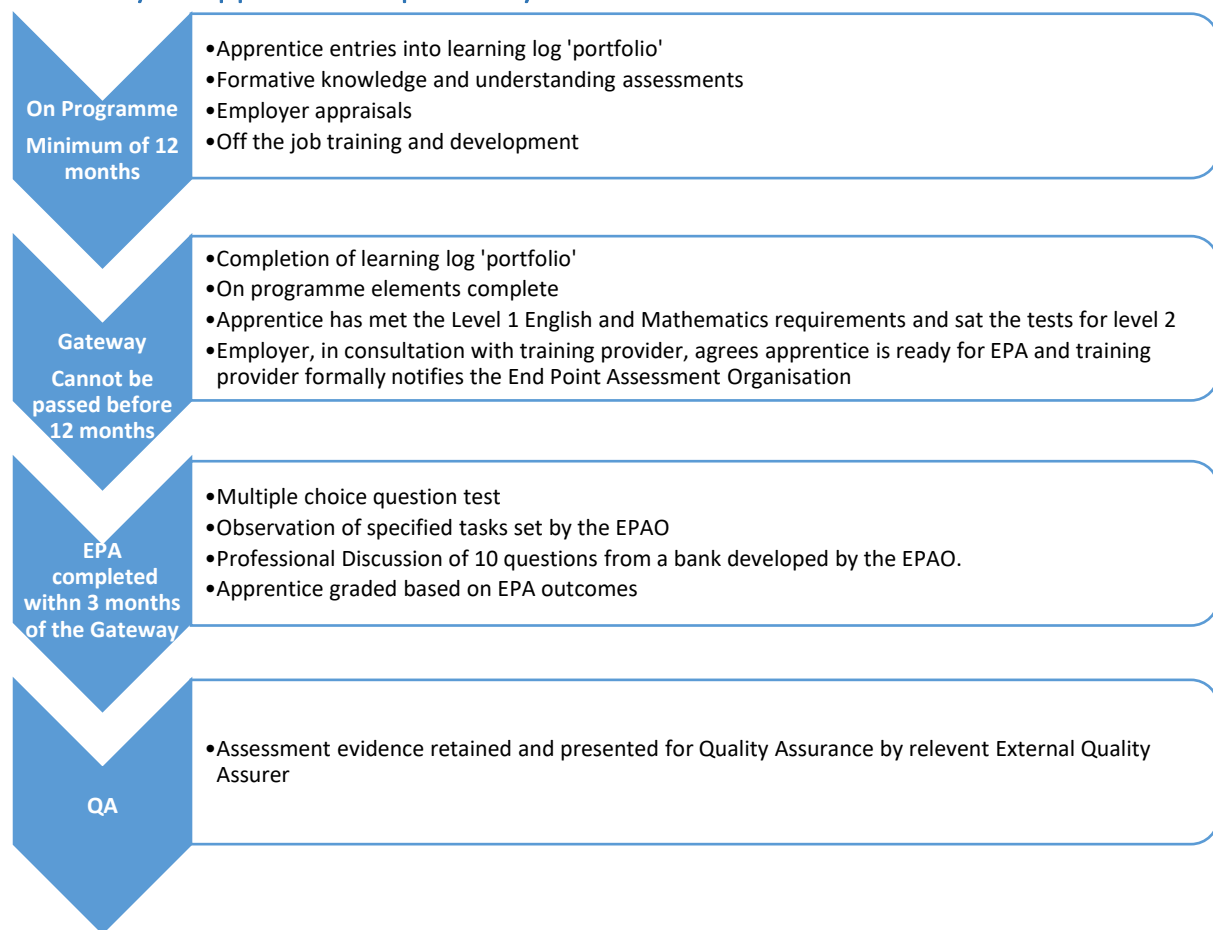 On Programme
Minimum of 12
months
•Apprentice entries into learning log 'portfolio'
•Formative knowledge and understanding assessments
•Employer appraisals
•Off the job training and development
Gateway
Cannot be
passed before
12 months
•Completion of learning log 'portfolio'
•On programme elements complete
•Apprentice has met the Level 1 English and Mathematics requirements and sat the tests for level 2
•Employer, in consultation with training provider, agrees apprentice is ready for EPA and training
provider formally notifies the End Point Assessment Organisation
EPA
completed
withn 3 months
of the Gateway
•Multiple choice question test
•Observation of specified tasks set by the EPAO
•Professional Discussion of 10 questions from a bank developed by the EPAO.
•Apprentice graded based on EPA outcomes
QA
•Assessment evidence retained and presented for Quality Assurance by relevent External Quality
Assurer